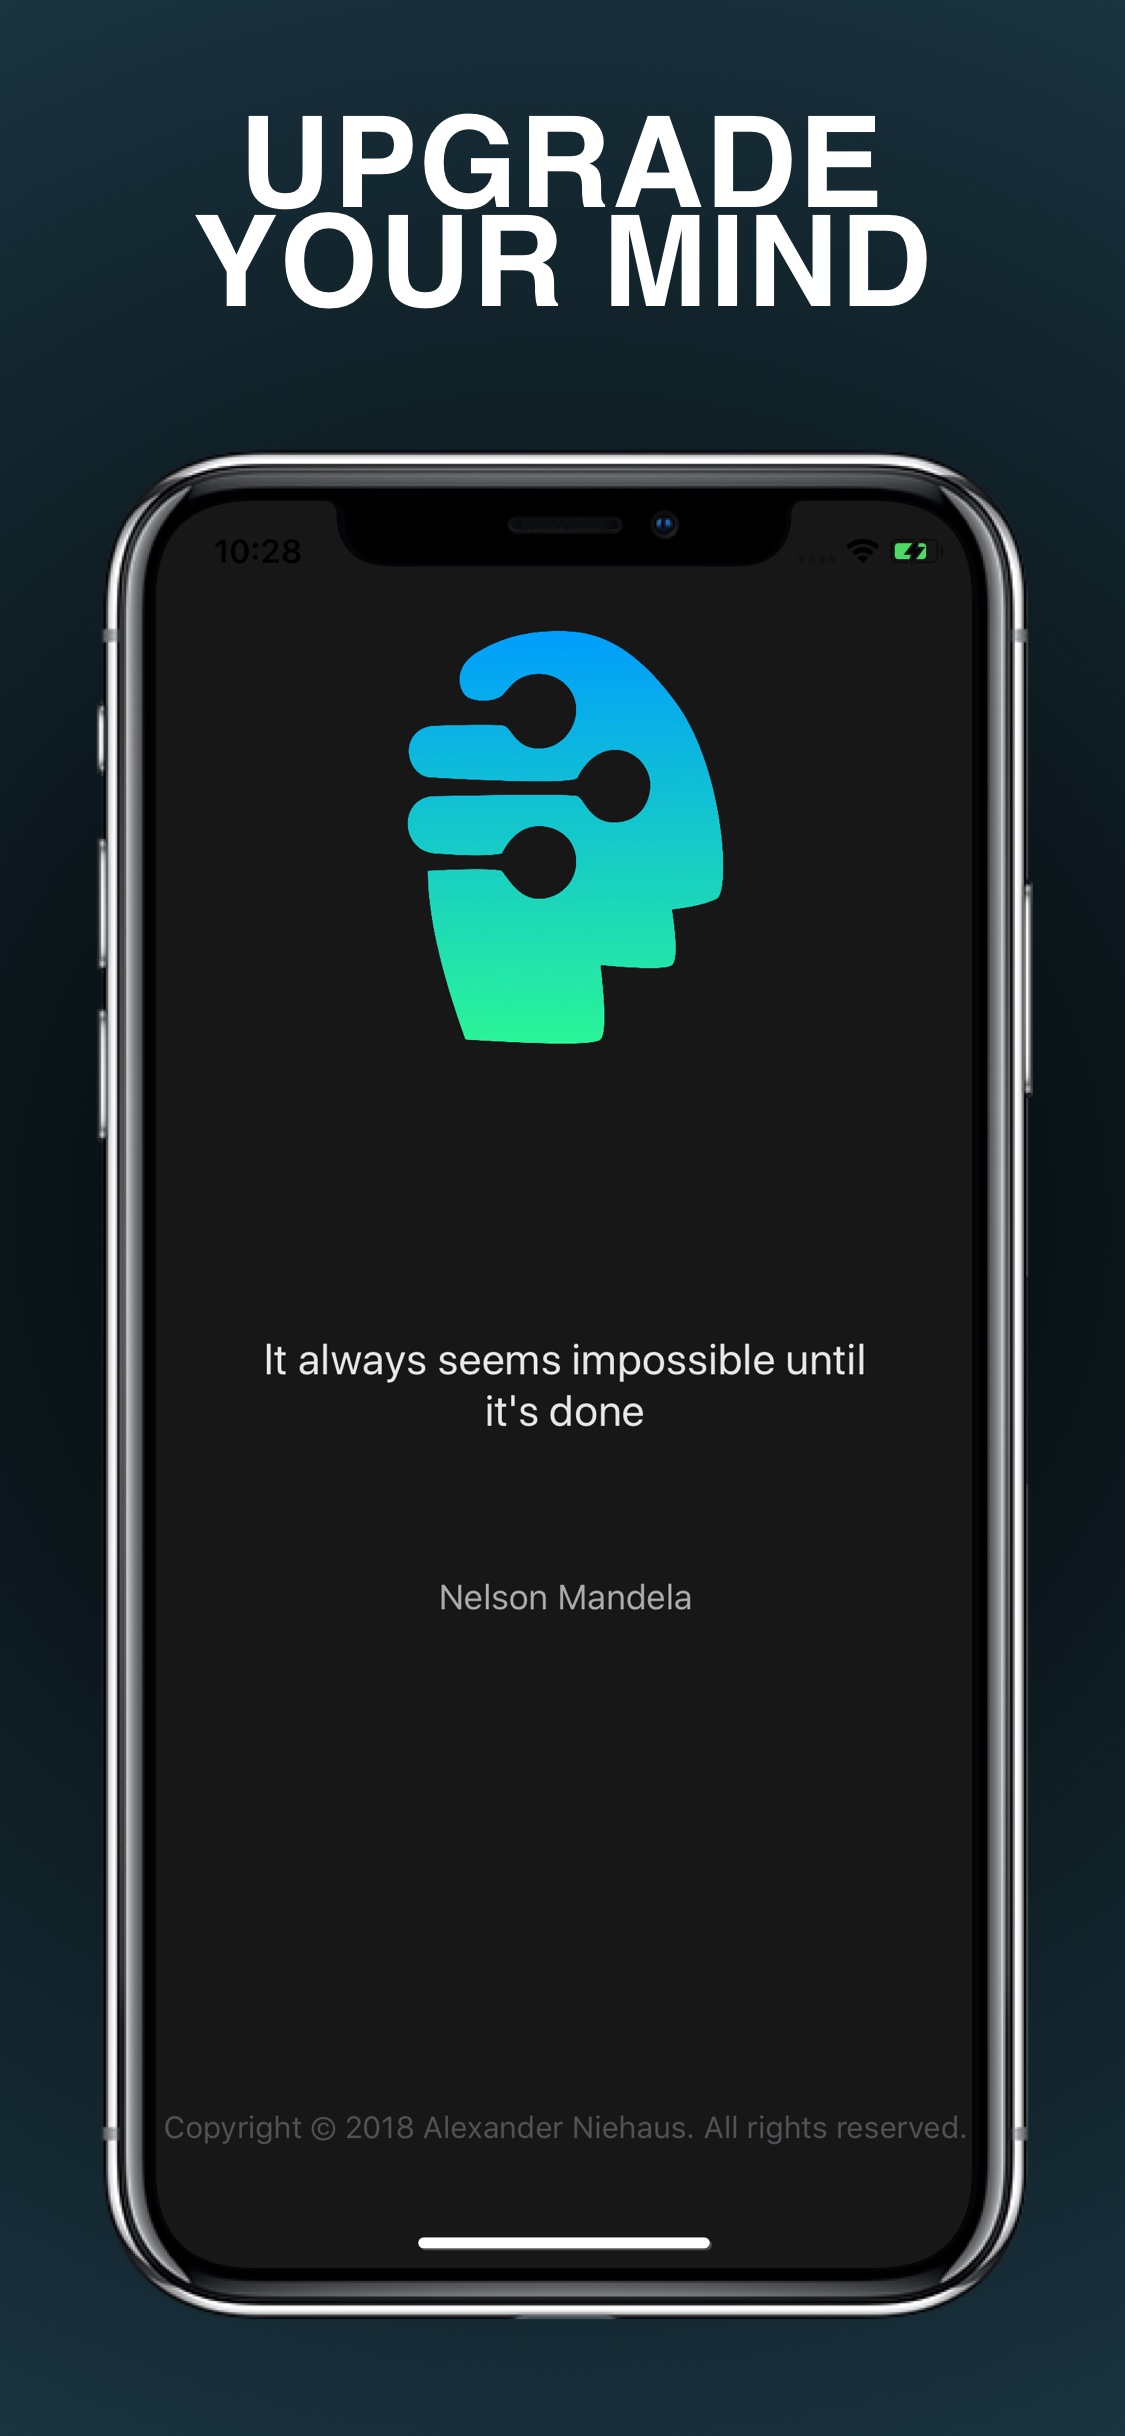 UPGRADE
YOUR MIND
10:28
It always seems impossible until
it's done
Nelson Mandela
Copyright © 2018 Alexander Niehaus. All rights reserved.